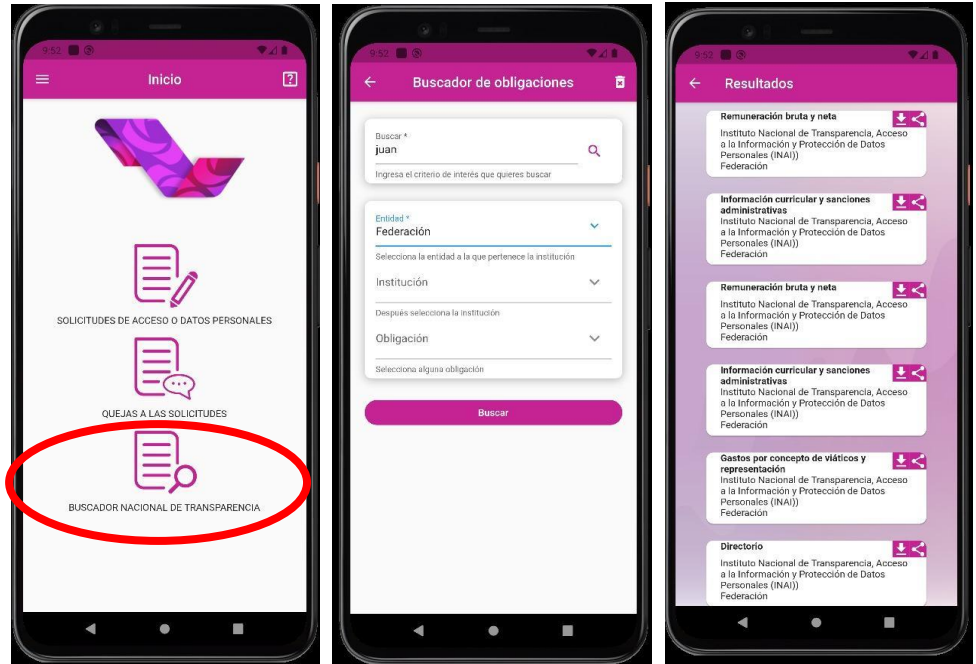 9:52
Inicio
?
SOLICITUDES DE ACCESO O DATOS PERSONALES
QUEJAS A LAS SOLICITUDES
BUSCADOR NACIONAL DE TRANSPARENCIA
9:52
Buscador de obligaciones
Buscar *
juan
Ingresa el criterio de interés que quieres buscar
Entidad *
Federación
Selecciona la entidad a la que pertenece la institución
Institución
Después selecciona la institución
Obligación
Selecciona alguna obligación
Buscar
9:52
Resultados
Remuneración bruta y neta
Instituto Nacional de Transparencia, Acceso
a la Información y Protección de Datos
Personales (INAI))
Federación
Información curricular y sanciones
administrativas
Instituto Nacional de Transparencia, Acceso
a la Información y Protección de Datos
Personales (INAI))
Federación
Remuneración bruta y neta
Instituto Nacional de Transparencia, Acceso
a la Información y Protección de Datos
Personales (INAI))
Federación
Información curricular y sanciones
administrativas
Instituto Nacional de Transparencia, Acceso
a la Información y Protección de Datos
Personales (INAI))
Federación
Gastos por concepto de viáticos y
representación
Instituto Nacional de Transparencia, Acceso
a la Información y Protección de Datos
Personales (INAI))
Federación
Directorio
Instituto Nacional de Transparencia, Acceso
a la Información y Protección de Datos
Personales (INAI))
Federación